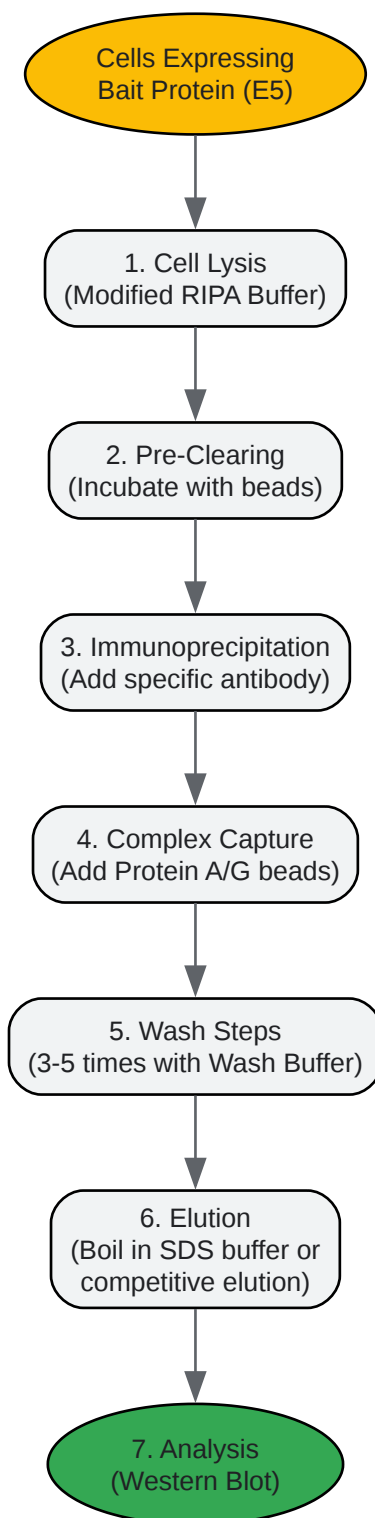 Cells Expressing
Bait Protein (E5)
1. Cell Lysis
(Modified RIPA Buffer)
2. Pre-Clearing
(Incubate with beads)
3. Immunoprecipitation
(Add specific antibody)
4. Complex Capture
(Add Protein A/G beads)
5. Wash Steps
(3-5 times with Wash Buffer)
6. Elution
(Boil in SDS buffer or
competitive elution)
7. Analysis
(Western Blot)